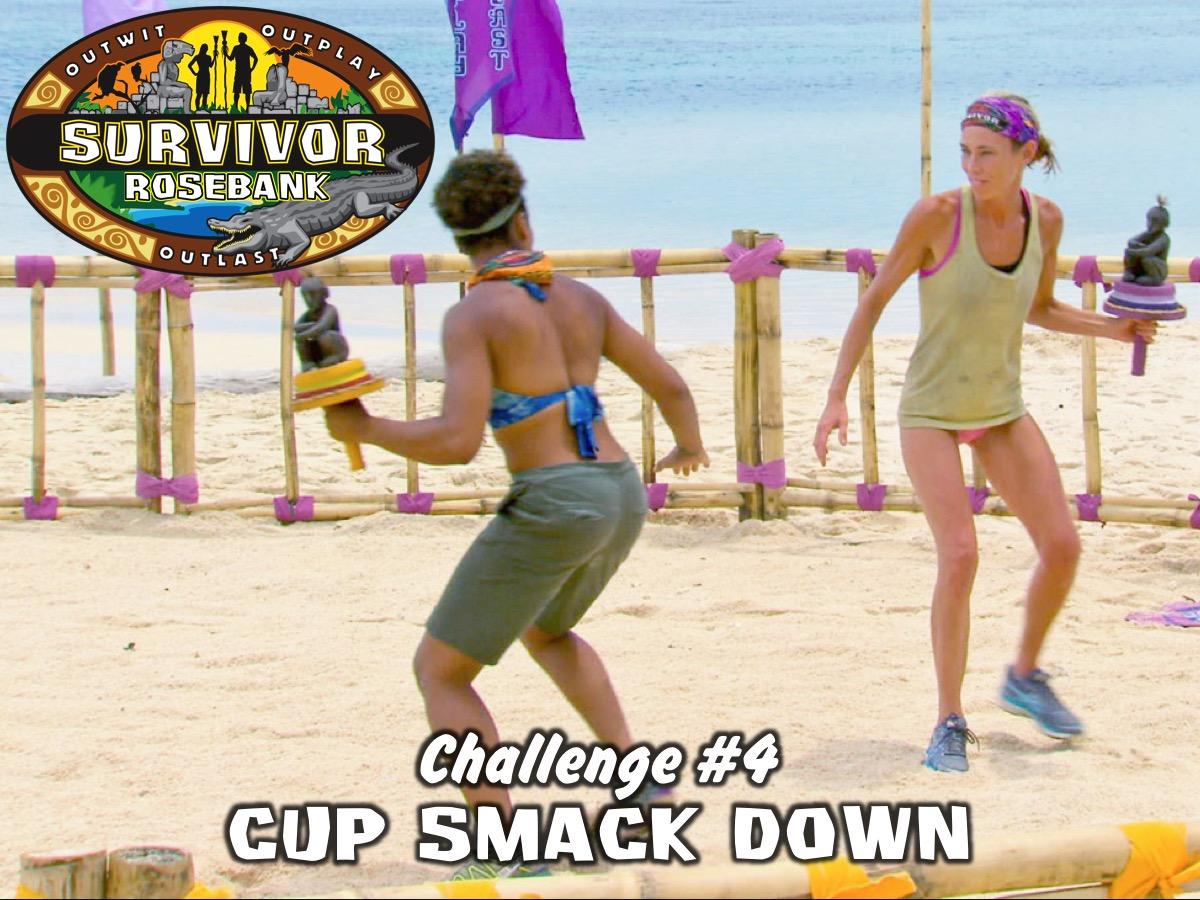 OUTWIT OUTPLAY
SURVIVOR
ROSEBANK
OUTLAST
Challenge #4
CUP SMACK DOWN